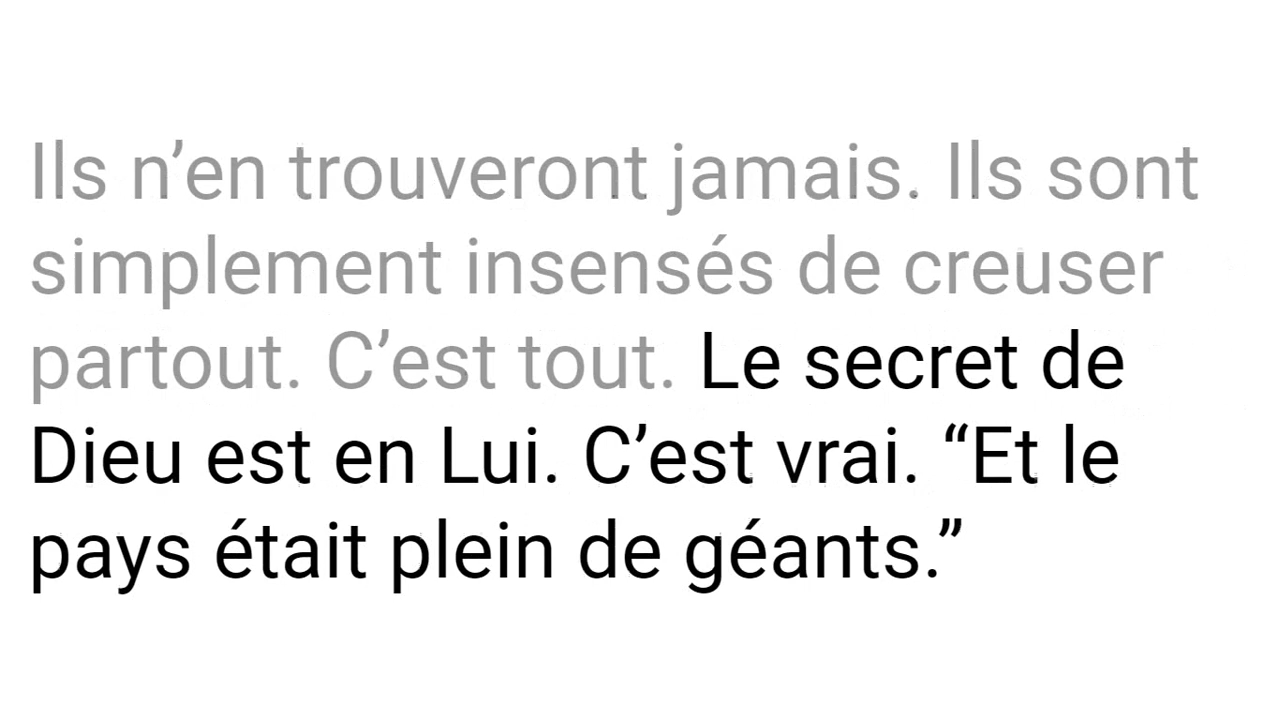 Ils n’en trouveront jamais. Ils sont
simplement insensés de creuser
partout. C’est tout. Le secret de
Dieu est en Lui. C’est vrai. “Et le
pays était plein de géants.”